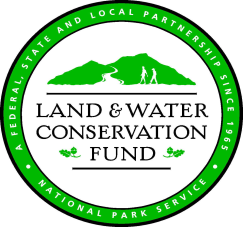 A FEDERAL, STATE AND LOCAL PARTNERSHIP SINCE 1965
LAND & WATER
CONSERVATION
FUND
• NATIONAL PARK SERVICE •